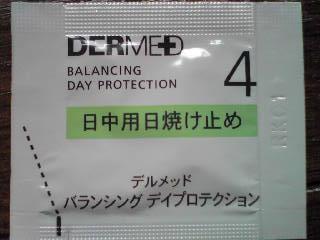 DERMED
BALANCING
DAY PROTECTION
4
日中用日焼け止め
デルメッド
バランシング デイプロテクション